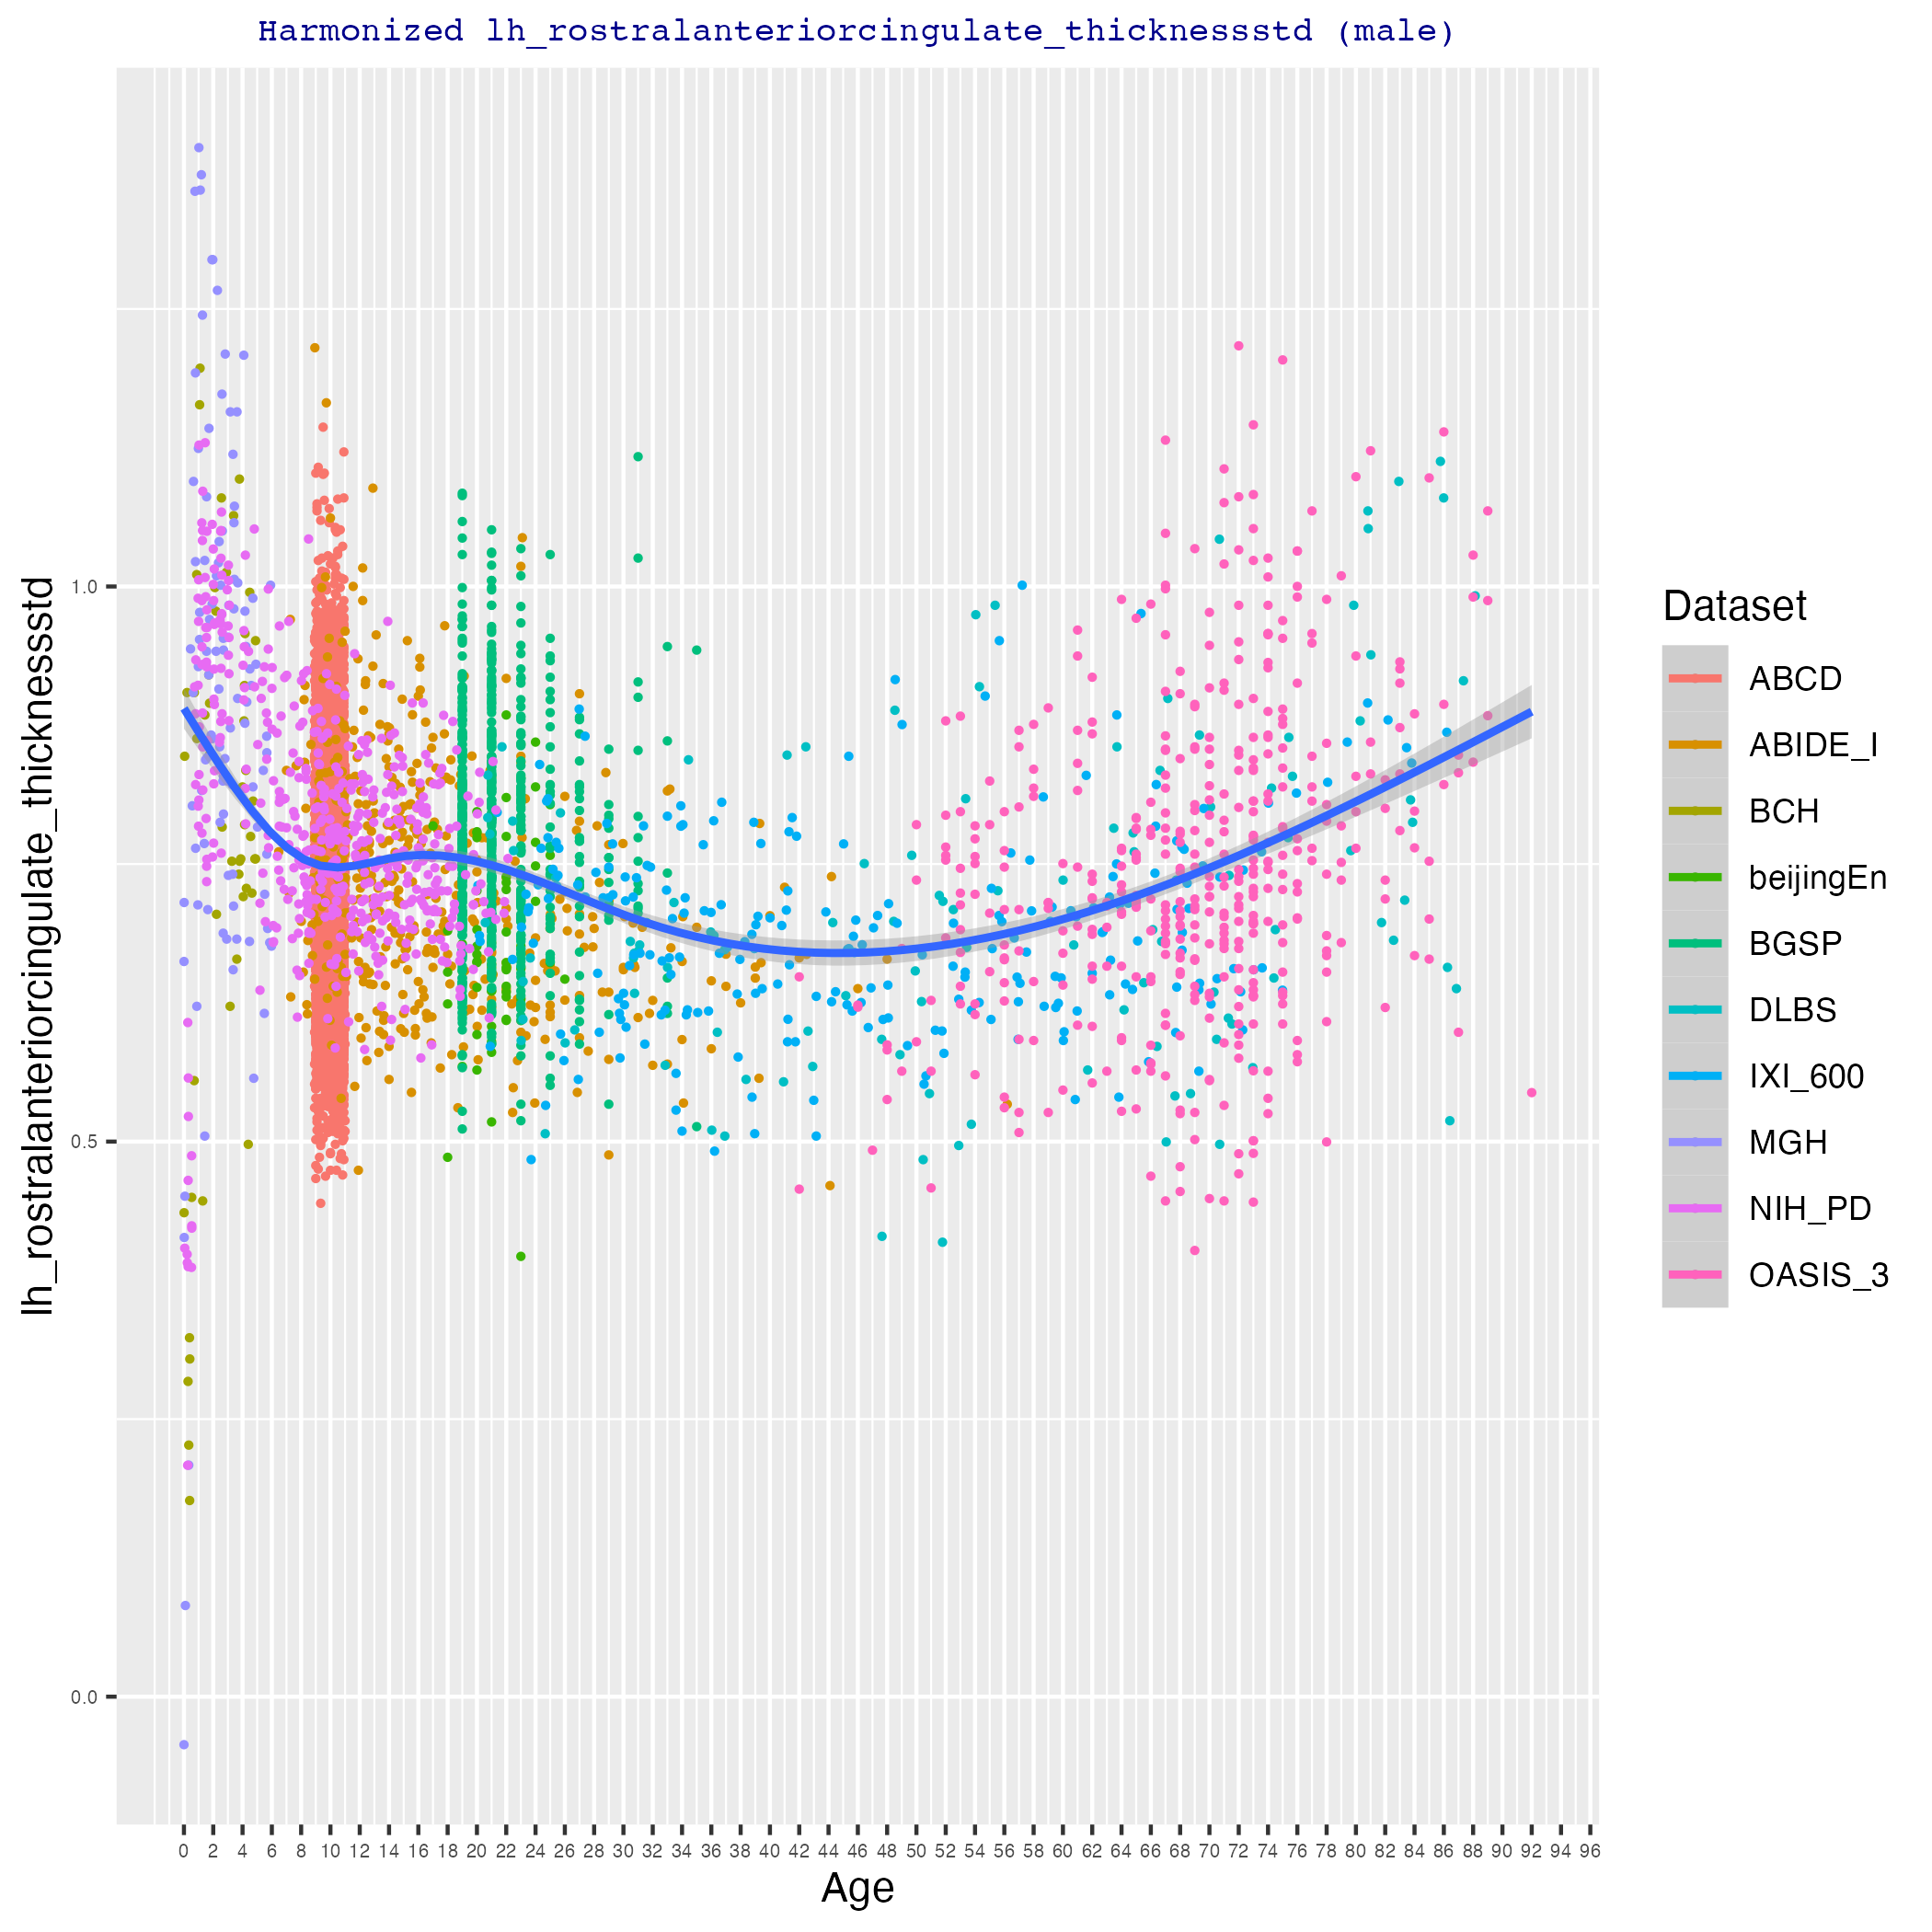 Harmonized lh_rostralanteriorcingulate_thicknessstd (male)
lh_rostralanteriorcingulate_thicknessstd
1.0
0.5
0.0
0 2 4 6 8 10 12 14 16 18 20 22 24 26 28 30 32 34 36 38 40 42 44 46 48 50 52 54 56 58 60 62 64 66 68 70 72 74 76 78 80 82 84 86 88 90 92 94 96
Age
Dataset
ABCD
ABIDE_I
BCH
beijingEn
BGSP
DLBS
IXI_600
MGH
NIH_PD
OASIS_3